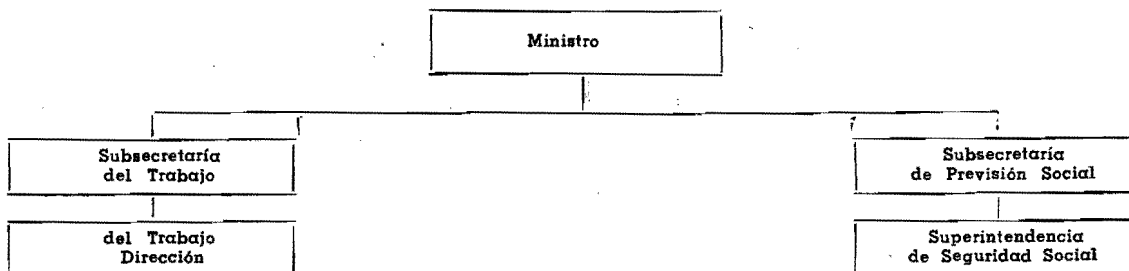 Ministro
Subsecretaría
del Trabajo
Subsecretaría
de Previsión Social
del Trabajo
Dirección
Superintendencia
de Seguridad Social